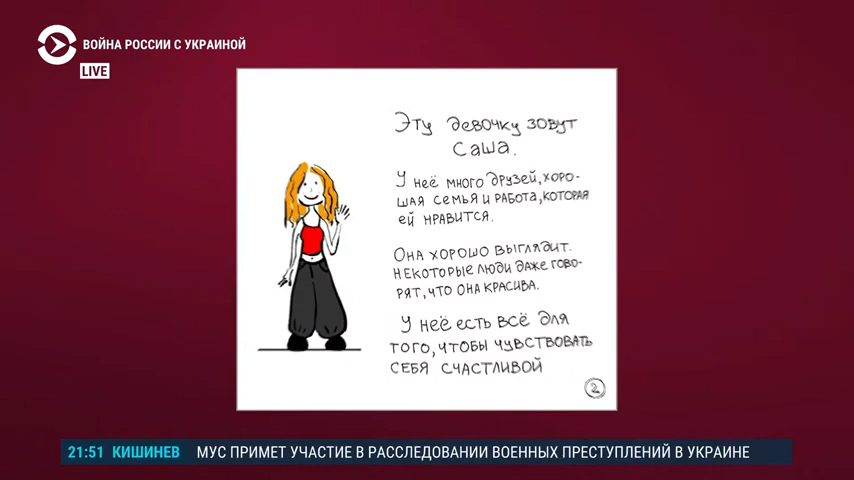 ВОЙНА РОССИИ С УКРАИНОЙ
LIVE
Эту девочку зовут
Саша.
У неё много друзей, хоро-
шая семья и работа, которая
ей нравится.
Она хорошо выглядит.
Некоторые люди даже гово-
рят, что она красива.
У неё есть всё для
того, чтобы чувствовать
себя счастливой
2
21:51 КИШИНЕВ МУС ПРИМЕТ УЧАСТИЕ В РАССЛЕДОВАНИИ ВОЕННЫХ ПРЕСТУПЛЕНИЙ В УКРАИНЕ